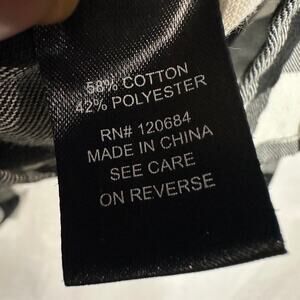 58% COTTON
42% POLYESTER
RN# 120684
MADE IN CHINA
SEE CARE
ON REVERSE